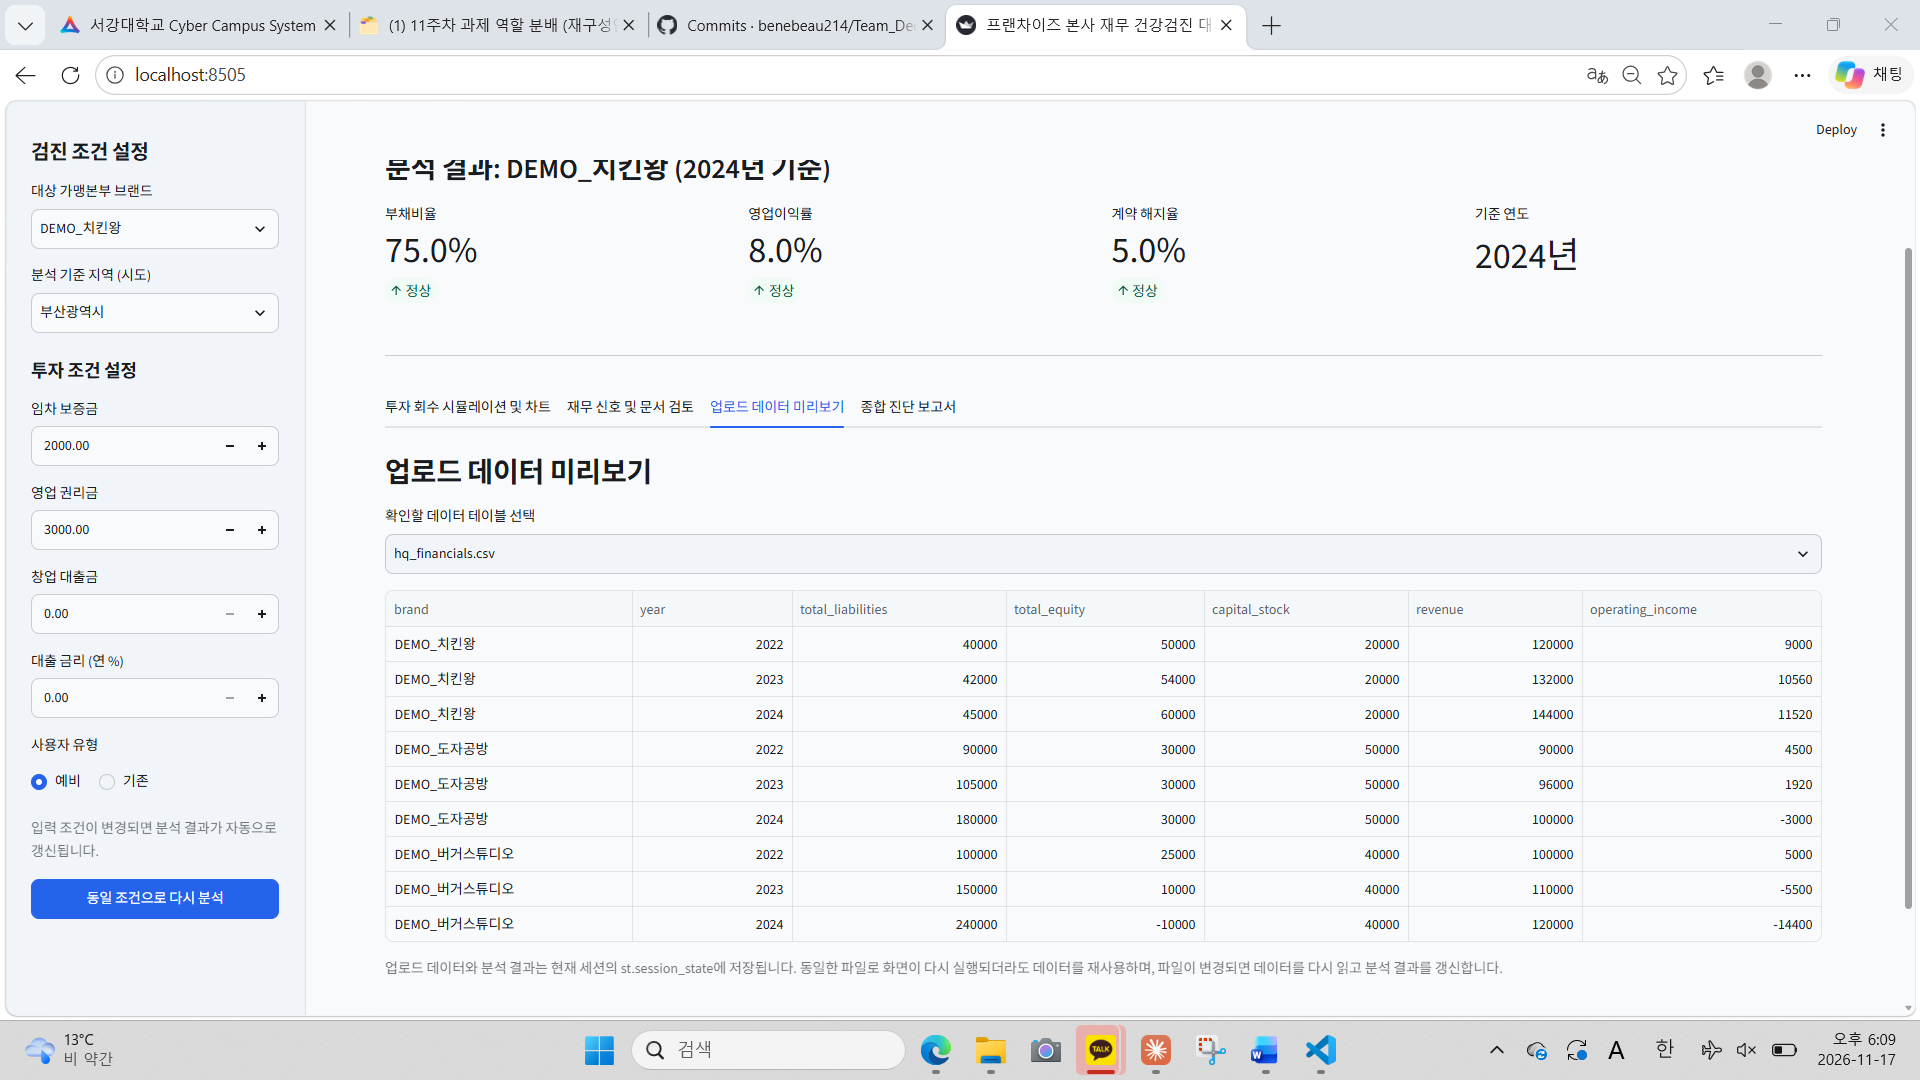 서강대학교 Cyber Campus System
(1) 11주차 과제 역할 분배 (재구성
Commits · benebeau214/Team_De
프랜차이즈 본사 재무 건강검진 대
localhost:8505
채팅
Deploy
검진 조건 설정
대상 가맹본부 브랜드
DEMO_치킨왕
분석 기준 지역 (시도)
부산광역시
투자 조건 설정
임차 보증금
2000.00
영업 권리금
3000.00
창업 대출금
0.00
대출 금리 (연 %)
0.00
사용자 유형
예비 기존
입력 조건이 변경되면 분석 결과가 자동으로
갱신됩니다.
동일 조건으로 다시 분석
분석 결과: DEMO_치킨왕 (2024년 기준)
부채비율 영업이익률 계약 해지율 기준 연도
75.0% 8.0% 5.0% 2024년
↑ 정상 ↑ 정상 ↑ 정상
투자 회수 시뮬레이션 및 차트 재무 신호 및 문서 검토 업로드 데이터 미리보기 종합 진단 보고서
업로드 데이터 미리보기
확인할 데이터 테이블 선택
hq_financials.csv
brand year total_liabilities total_equity capital_stock revenue operating_income
DEMO_치킨왕 2022 40000 50000 20000 120000 9000
DEMO_치킨왕 2023 42000 54000 20000 132000 10560
DEMO_치킨왕 2024 45000 60000 20000 144000 11520
DEMO_도자공방 2022 90000 30000 50000 90000 4500
DEMO_도자공방 2023 105000 30000 50000 96000 1920
DEMO_도자공방 2024 180000 30000 50000 100000 -3000
DEMO_버거스튜디오 2022 100000 25000 40000 100000 5000
DEMO_버거스튜디오 2023 150000 10000 40000 110000 -5500
DEMO_버거스튜디오 2024 240000 -10000 40000 120000 -14400
업로드 데이터와 분석 결과는 현재 세션의 st.session_state에 저장됩니다. 동일한 파일로 화면이 다시 실행되더라도 데이터를 재사용하며, 파일이 변경되면 데이터를 다시 읽고 분석 결과를 갱신합니다.
13°C
비 약간
검색
TALK
A 한
오후 6:09
2026-11-17